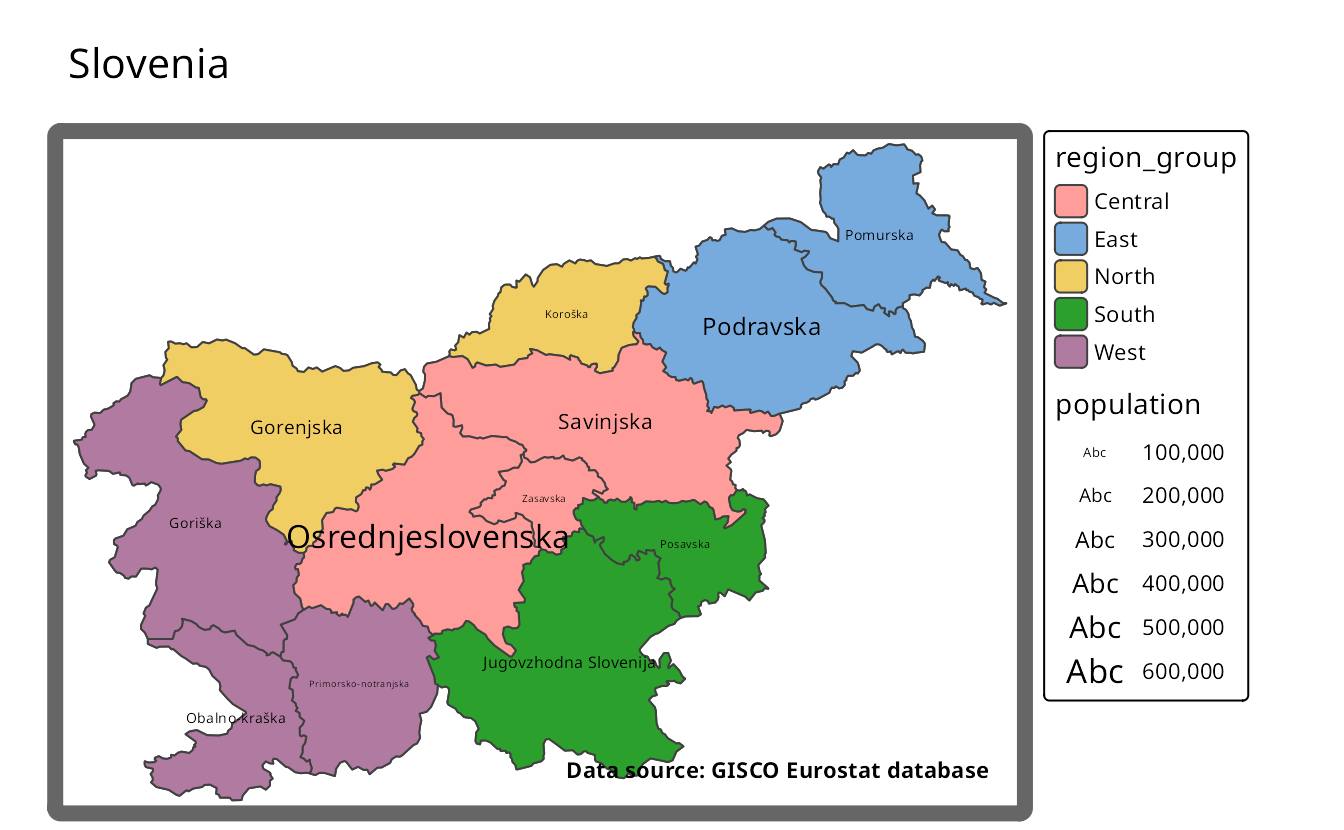 Slovenia
Pomurska
Koroška
Podravska
Savinjska
Gorenjska
Zasavska
Goriška
Osrednjeslovenska
Posavska
Jugovzhodna Slovenija
Primorsko-notranjska
Obalno-kraška
Data source: GISCO Eurostat database
region_group
Central
East
North
South
West
population
Abc 100,000
Abc 200,000
Abc 300,000
Abc 400,000
Abc 500,000
Abc 600,000